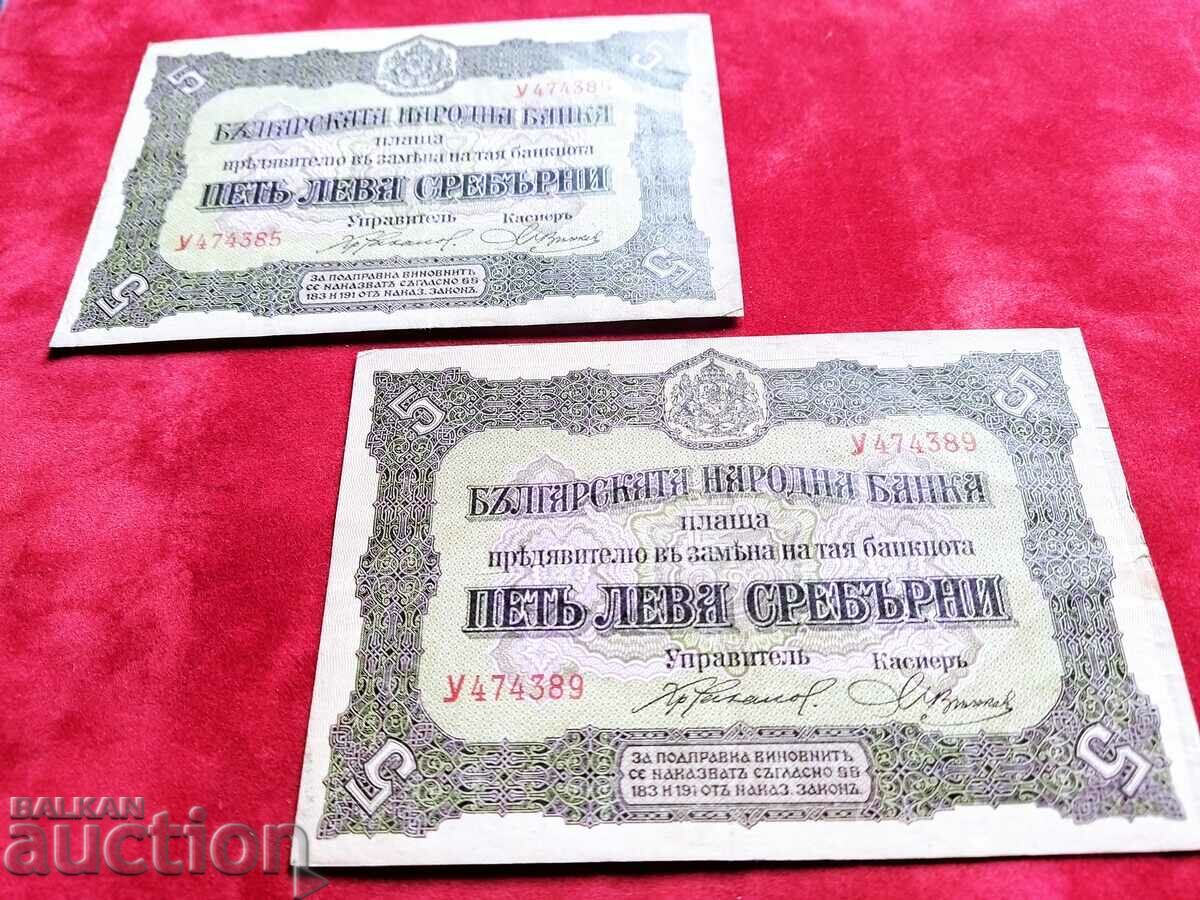 5
5
У474385
БЪЛГАРСКАТА НАРОДНА БАНКА
плаща
прѣдявителю въ замѣна на тая банкнота
ПЕТЬ ЛЕВА СРЕБЪРНИ
Управитель Касиеръ
У474385
ЗА ПОДПРАВКА ВИНОВНИТѢ
СЕ НАКАЗВАТЪ СЪГЛАСНО §§
183 И 191 ОТЪ НАКАЗ. ЗАКОНЪ.
5
5
5
5
У474389
БЪЛГАРСКАТА НАРОДНА БАНКА
плаща
прѣдявителю въ замѣна на тая банкнота
ПЕТЬ ЛЕВА СРЕБЪРНИ
Управитель Касиеръ
У474389
ЗА ПОДПРАВКА ВИНОВНИТѢ
СЕ НАКАЗВАТЪ СЪГЛАСНО §§
183 И 191 ОТЪ НАКАЗ. ЗАКОНЪ.
5
5
BALKAN
auction